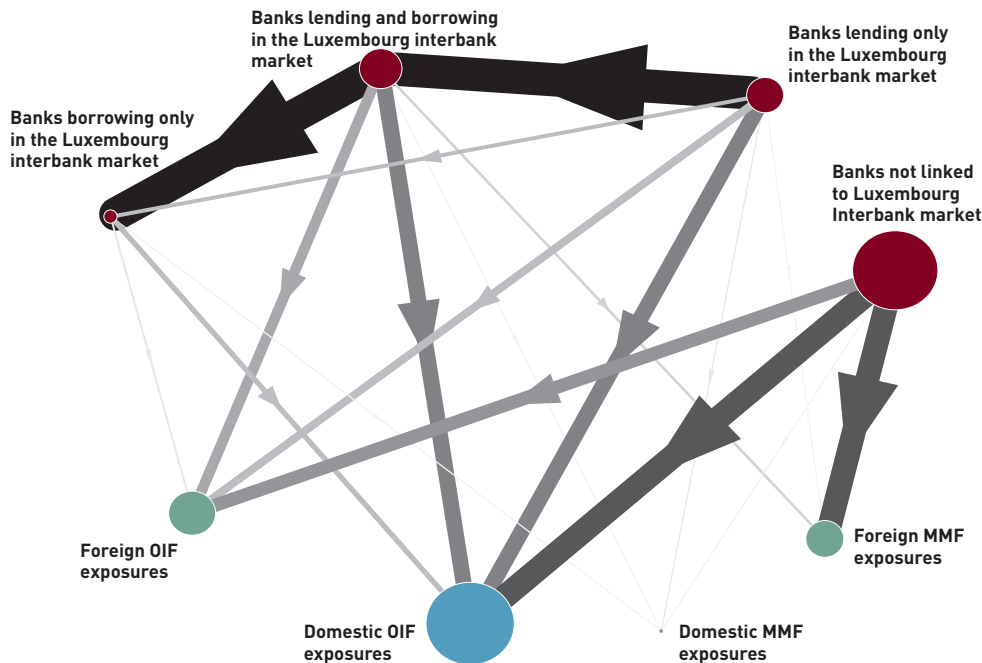 Banks lending and borrowing
in the Luxembourg interbank
market
Banks lending only
in the Luxembourg
interbank market
Banks borrowing only
in the Luxembourg
interbank market
Banks not linked
to Luxembourg
Interbank market
Foreign OIF
exposures
Foreign MMF
exposures
Domestic OIF
exposures
Domestic MMF
exposures